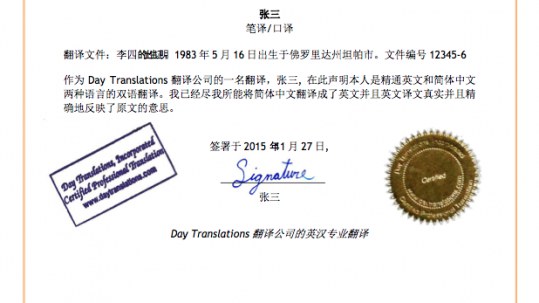 张三
笔译/口译
翻译文件：李四的出生证明 1983 年 5 月 16 日出生于佛罗里达州坦帕市。文件编号 12345-6
作为 Day Translations 翻译公司的一名翻译，张三，在此声明本人是精通英文和简体中文
两种语言的双语翻译。我已经尽我所能将简体中文翻译成了英文并且英文译文真实并且精
确地反映了原文的意思。
签署于 2015 年1 月 27 日，
Day Translations, Incorporated
Certified Professional Translation
www.daytranslations.com
Signature
张三
Day Translations International
Certified
Day Translations 翻译公司的英汉专业翻译